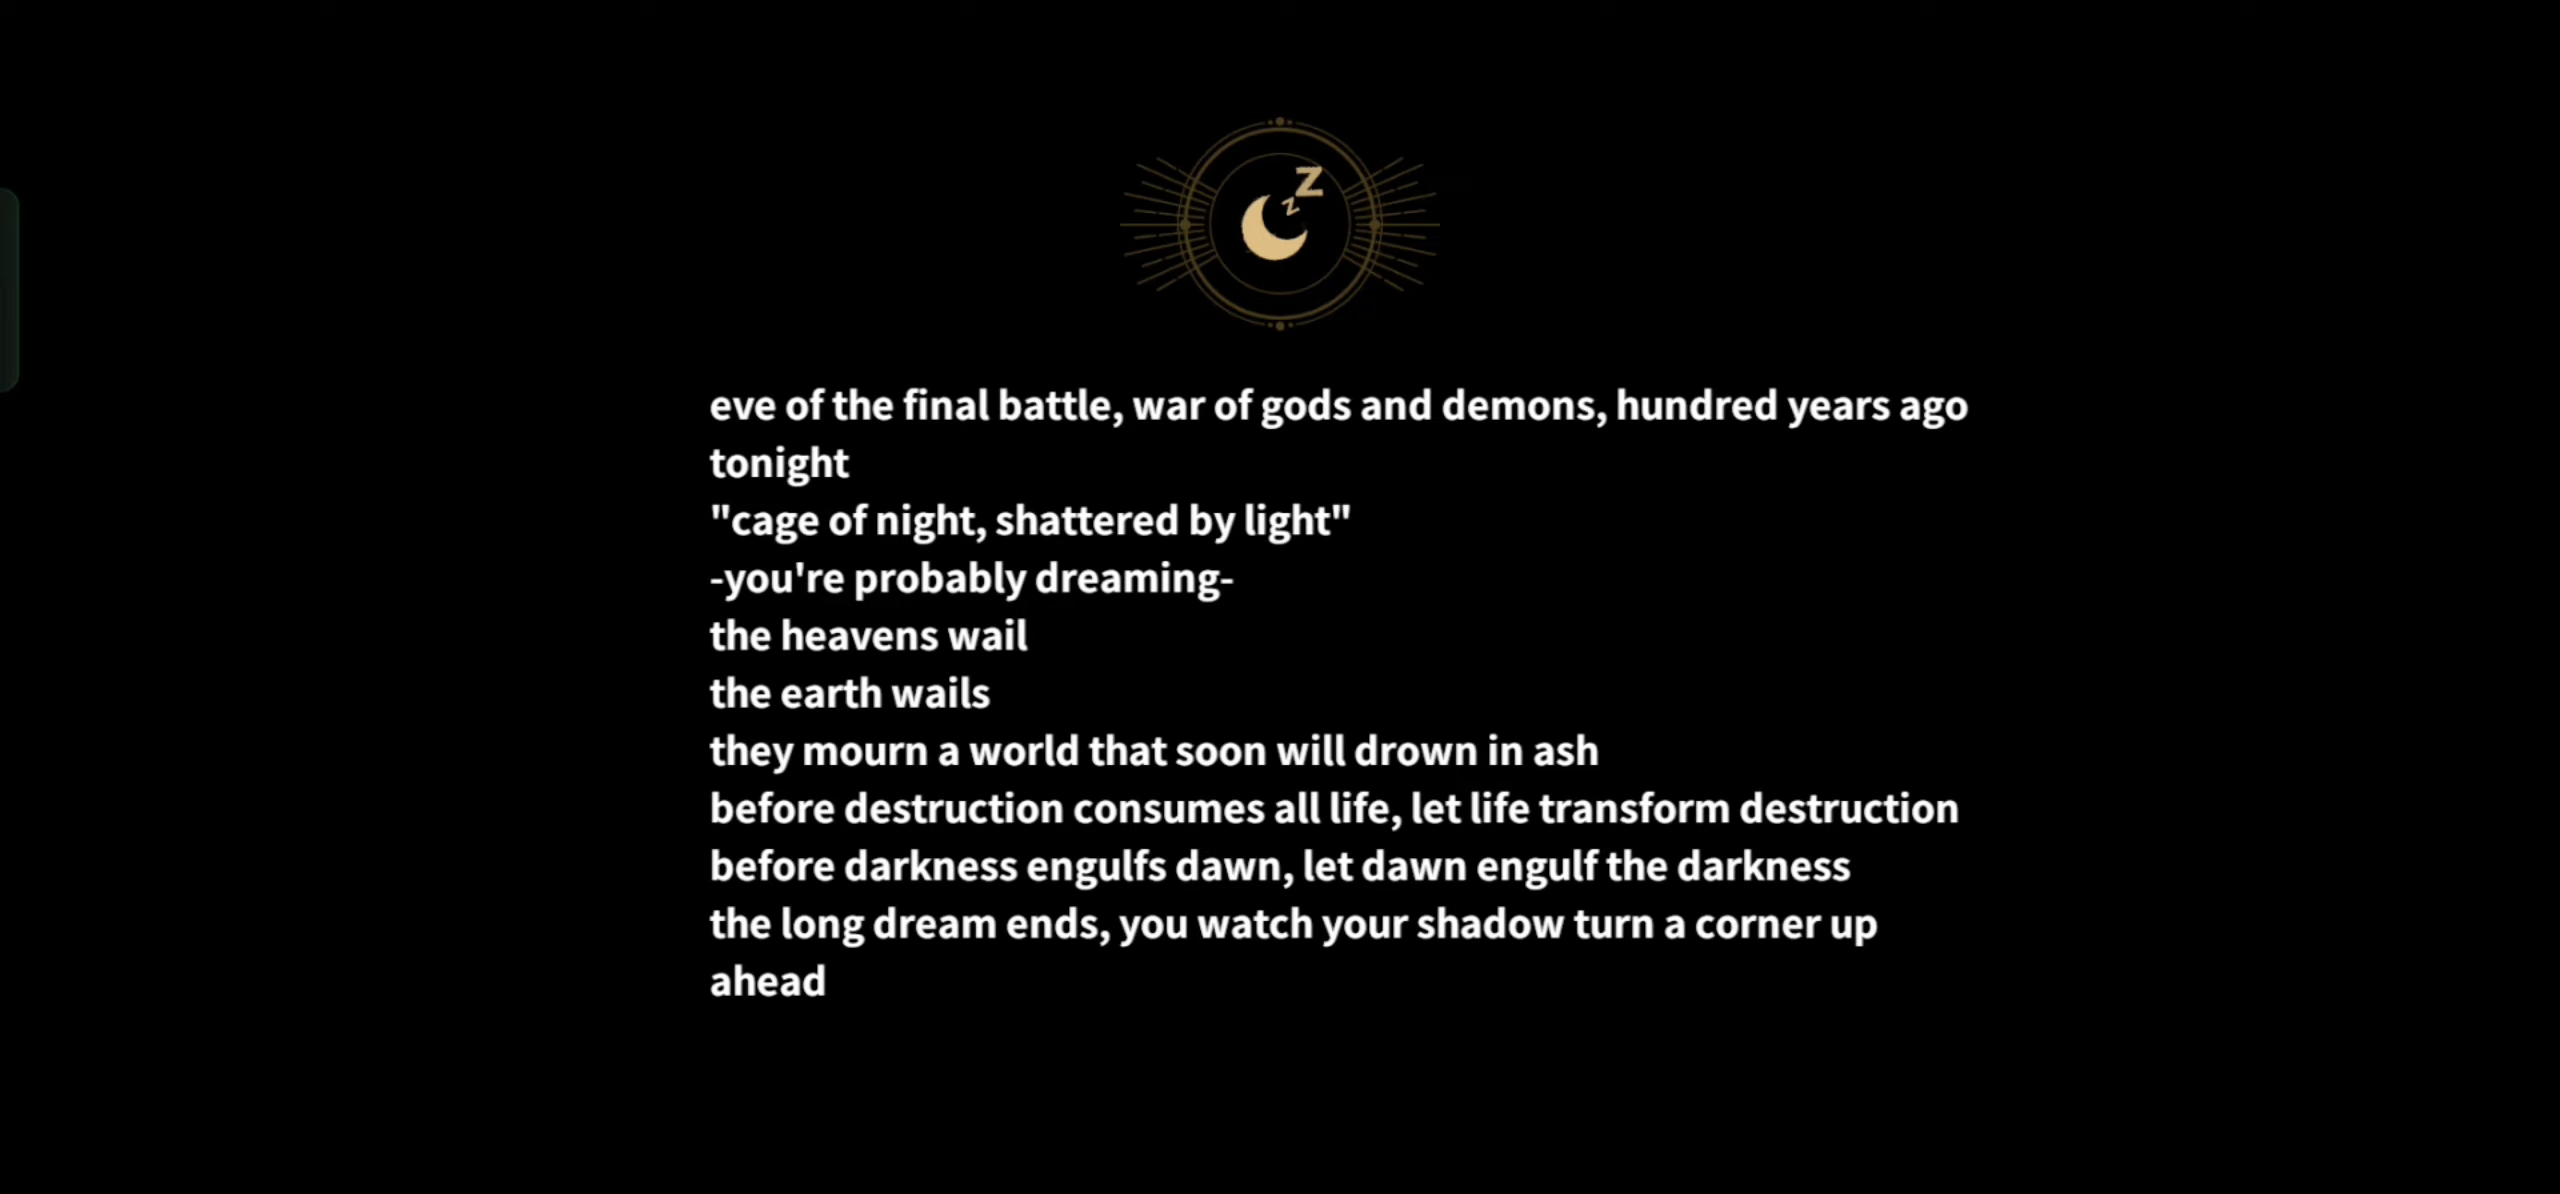 z
Z
eve of the final battle, war of gods and demons, hundred years ago
tonight
"cage of night, shattered by light"
-you're probably dreaming-
the heavens wail
the earth wails
they mourn a world that soon will drown in ash
before destruction consumes all life, let life transform destruction
before darkness engulfs dawn, let dawn engulf the darkness
the long dream ends, you watch your shadow turn a corner up
ahead